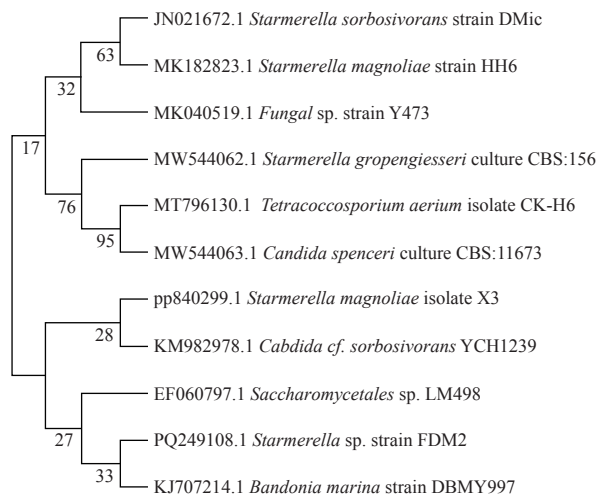 JN021672.1 Starmerella sorbosivorans strain DMic
63
MK182823.1 Starmerella magnoliae strain HH6
32
MK040519.1 Fungal sp. strain Y473
17
MW544062.1 Starmerella gropengiesseri culture CBS:156
76
MT796130.1 Tetracoccosporium aerium isolate CK-H6
95
MW544063.1 Candida spenceri culture CBS:11673
pp840299.1 Starmerella magnoliae isolate X3
28
KM982978.1 Cabdida cf. sorbosivorans YCH1239
EF060797.1 Saccharomycetales sp. LM498
27
PQ249108.1 Starmerella sp. strain FDM2
33
KJ707214.1 Bandonia marina strain DBMY997